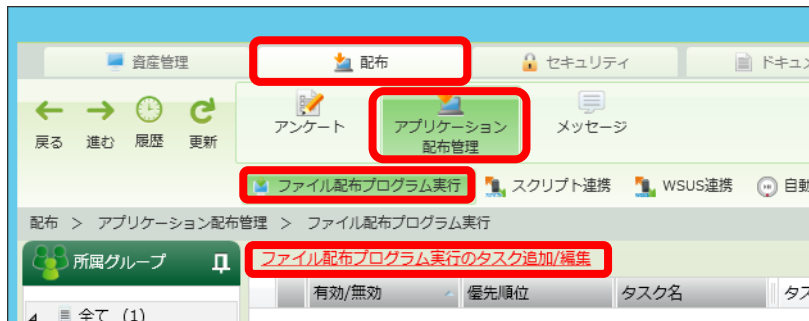 資産管理
配布
セキュリティ
ドキュ
戻る
進む
履歴
更新
アンケート
アプリケーション
配布管理
メッセージ
ファイル配布プログラム実行
スクリプト連携
WSUS連携
自動
配布 > アプリケーション配布管理 > ファイル配布プログラム実行
所属グループ
ファイル配布プログラム実行のタスク追加/編集
有効/無効
優先順位
タスク名
タス
全て (1)